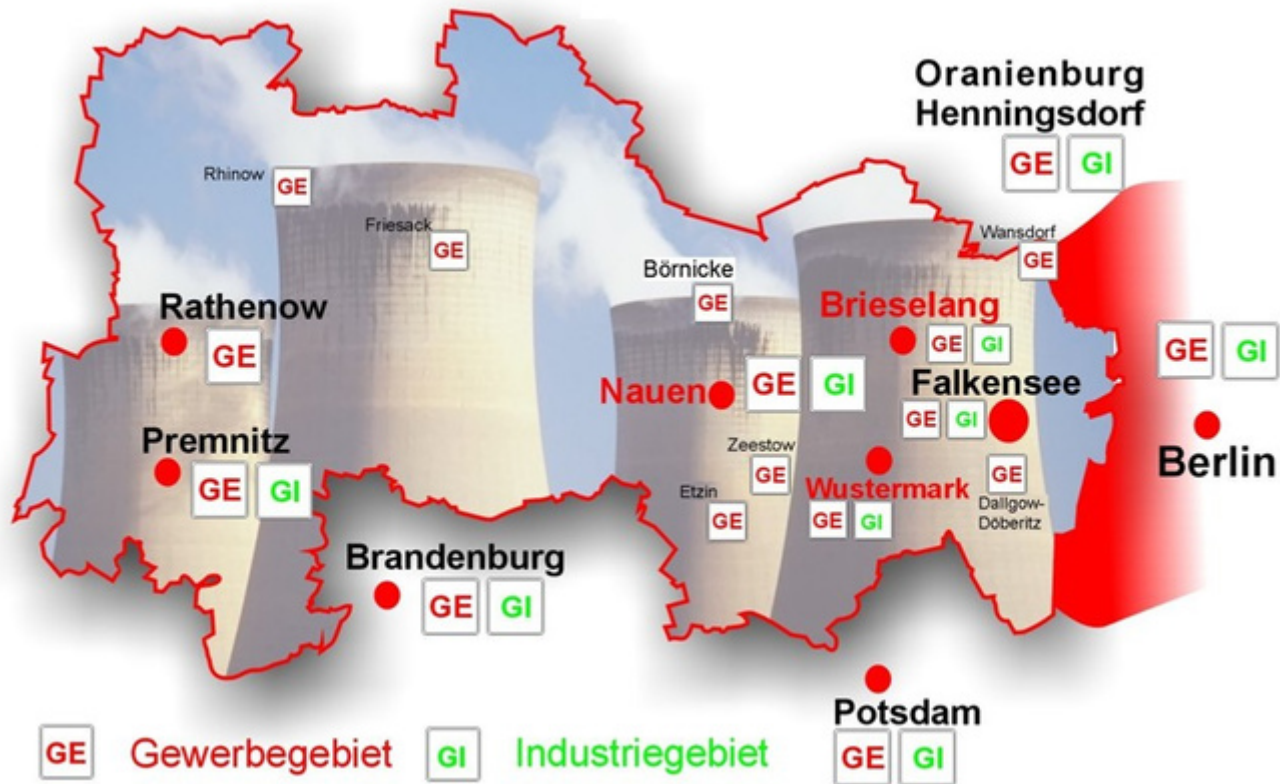 Oranienburg
Henningsdorf
GE GI
Rhinow GE
Friesack
GE
Wansdorf
GE
Börnicke
GE
Rathenow
GE
Brieselang
GE GI
GE GI
Berlin
Nauen GE GI
Falkensee
GE GI
Premnitz
GE GI
Zeestow
GE
Etzin
GE
Wustermark
GE GI
GE
Dallgow-
Döberitz
Brandenburg
GE GI
Potsdam
GE GI
GE Gewerbegebiet GI Industriegebiet